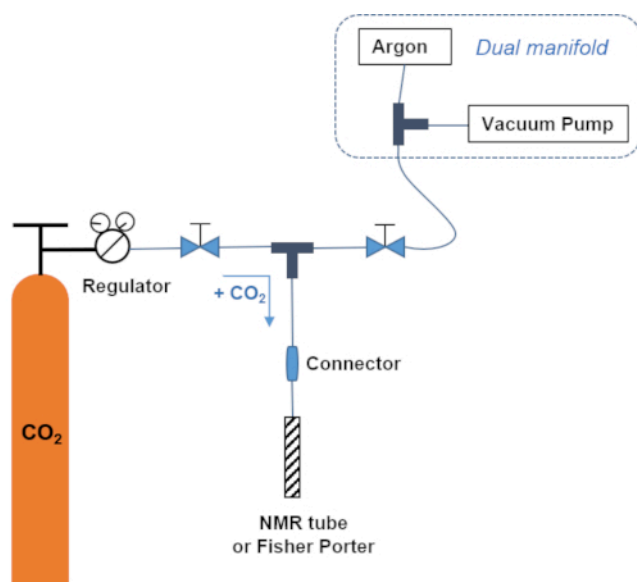 Argon
Dual manifold
Vacuum Pump
Regulator
+ CO₂
Connector
CO₂
NMR tube
or Fisher Porter